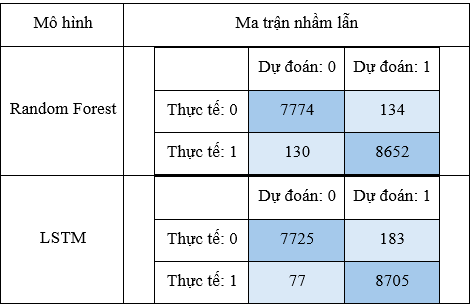 Mô hình
Ma trận nhầm lẫn
Dự đoán: 0 Dự đoán: 1
Random Forest
Thực tế: 0 7774 134
Thực tế: 1 130 8652
Dự đoán: 0 Dự đoán: 1
LSTM
Thực tế: 0 7725 183
Thực tế: 1 77 8705